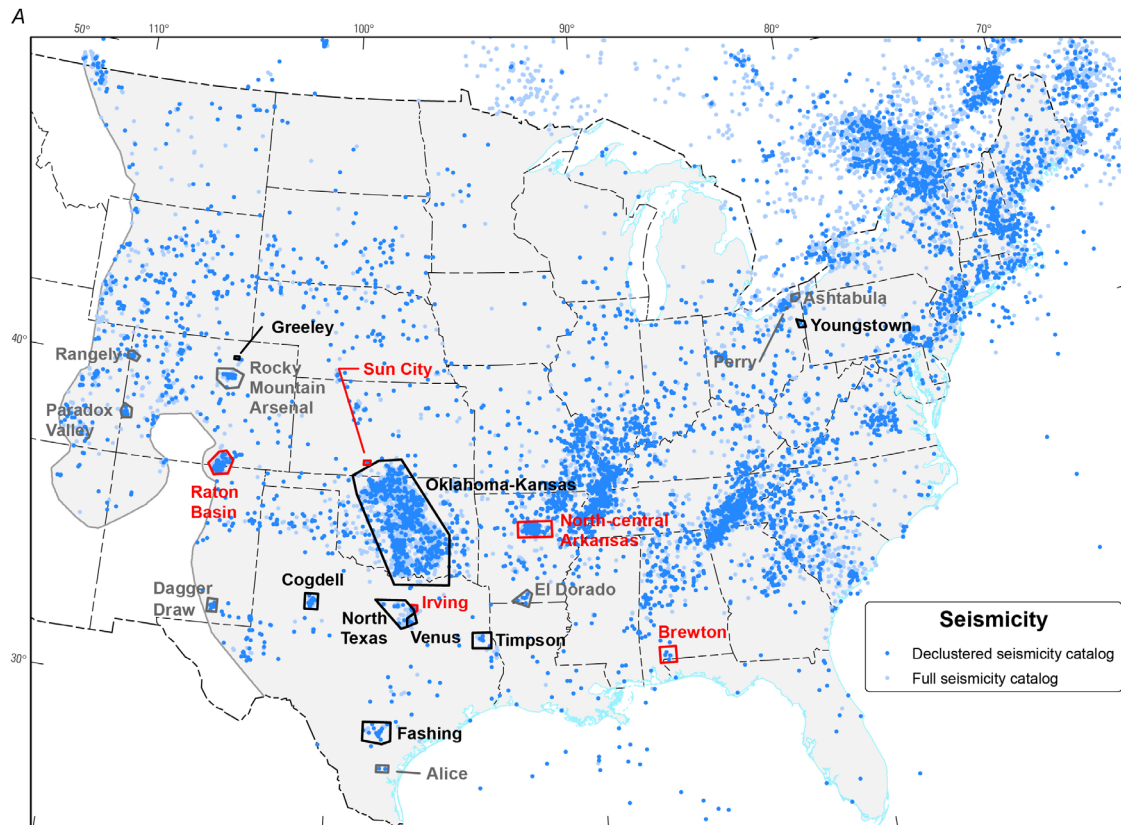 A
50°
110°
100°
90°
80°
70°
40°
30°
Greeley
Rangely
Rocky
Mountain
Arsenal
Sun City
Paradox
Valley
Raton
Basin
Oklahoma-Kansas
North-central
Arkansas
Ashtabula
Youngstown
Perry
Dagger
Draw
Cogdell
El Dorado
North
Texas
Irving
Venus
Timpson
Brewton
Fashing
Alice
Seismicity
Declustered seismicity catalog
Full seismicity catalog